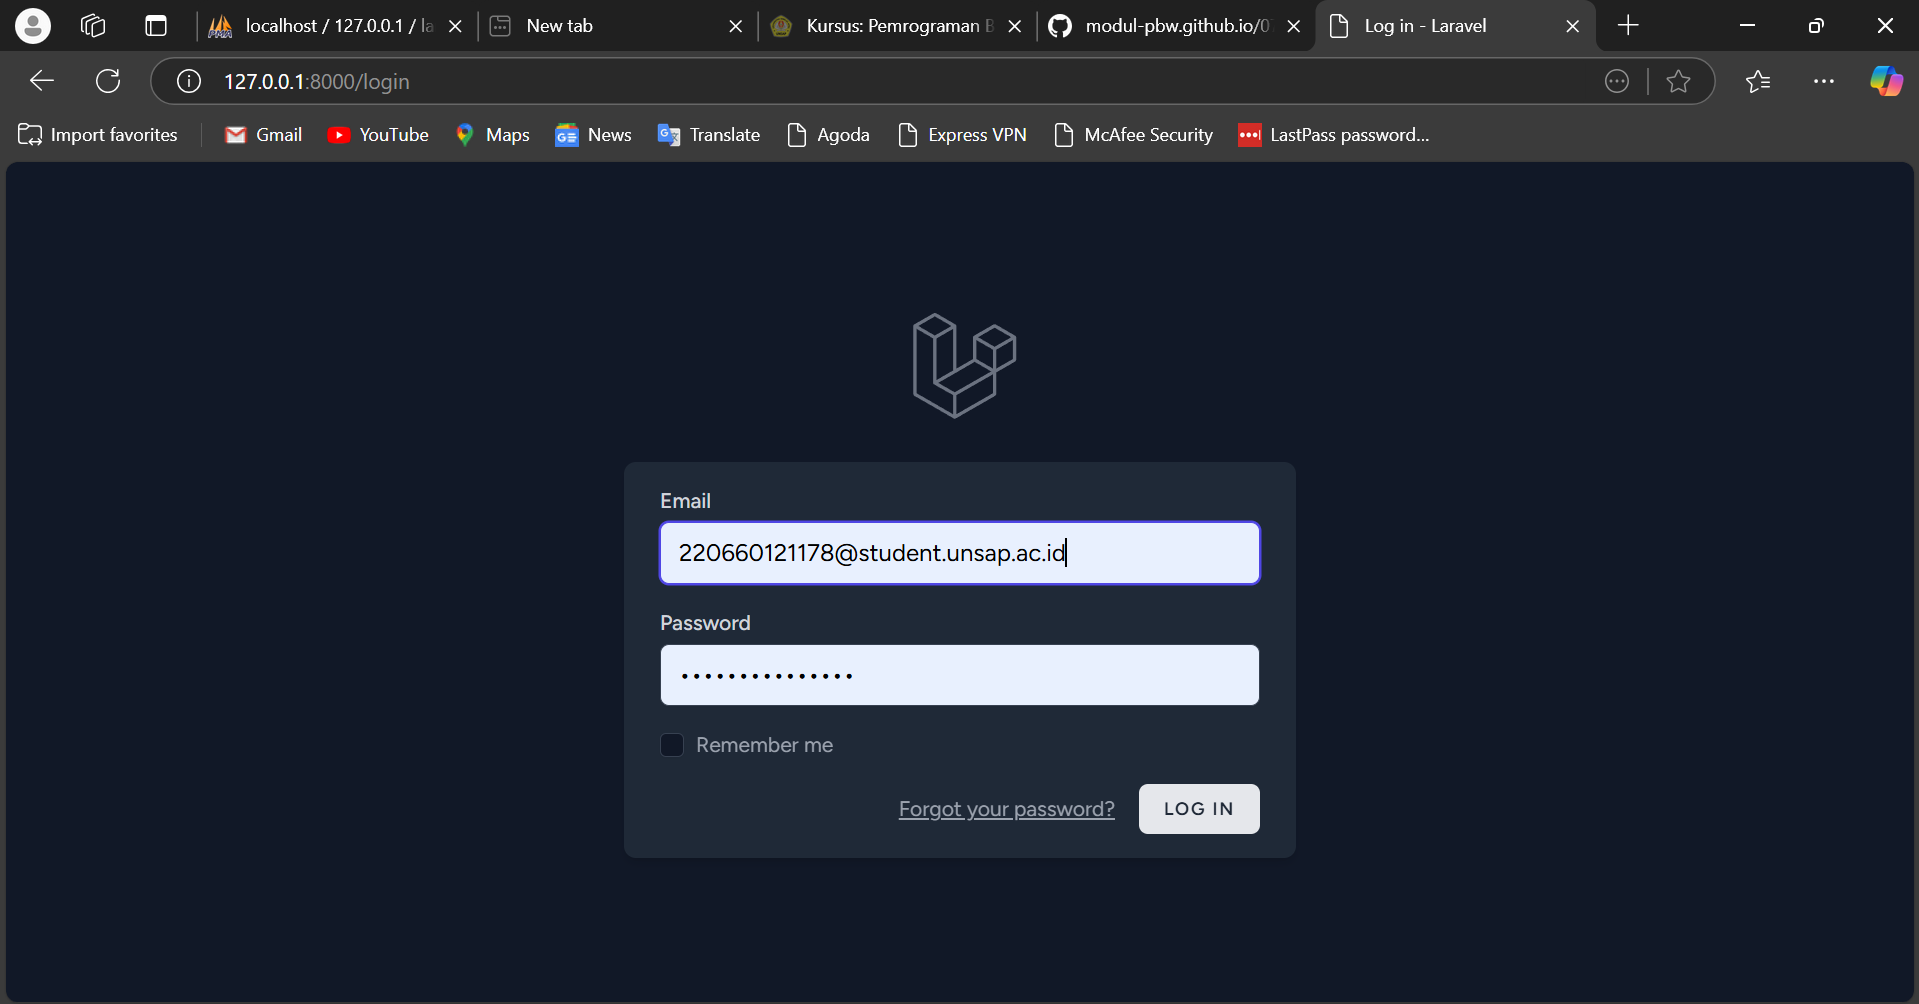 localhost / 127.0.0.1 / la
New tab
Kursus: Pemrograman B
modul-pbw.github.io/07
Log in - Laravel
127.0.0.1:8000/login
Import favorites
Gmail
YouTube
Maps
News
Translate
Agoda
Express VPN
McAfee Security
LastPass password...
Email
220660121178@student.unsap.ac.id
Password
Remember me
Forgot your password?
LOG IN